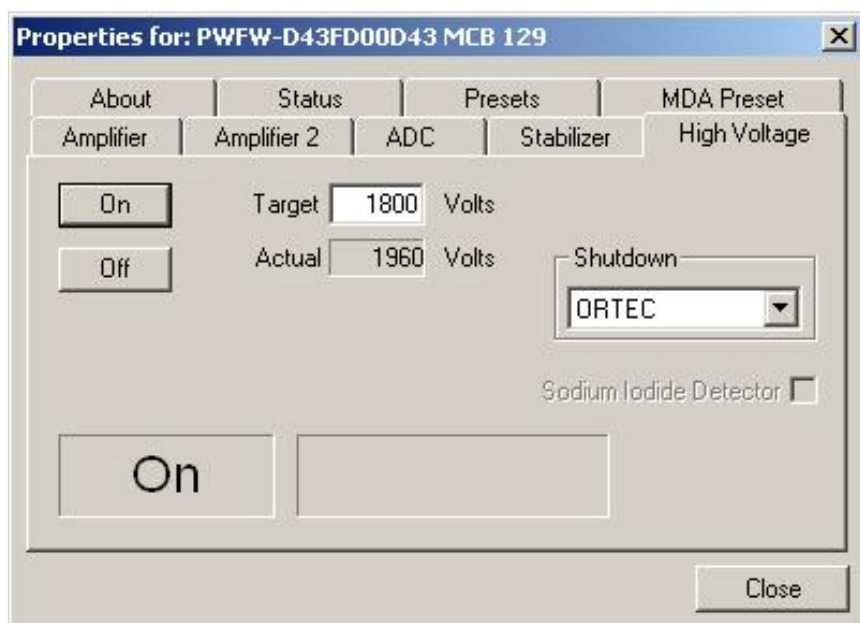 Properties for: PWFW-D43FD00D43 MCB 129
About Status Presets MDA Preset
Amplifier Amplifier 2 ADC Stabilizer High Voltage
On Target 1800 Volts
Off Actual 1960 Volts
Shutdown
ORTEC
Sodium Iodide Detector
On
Close